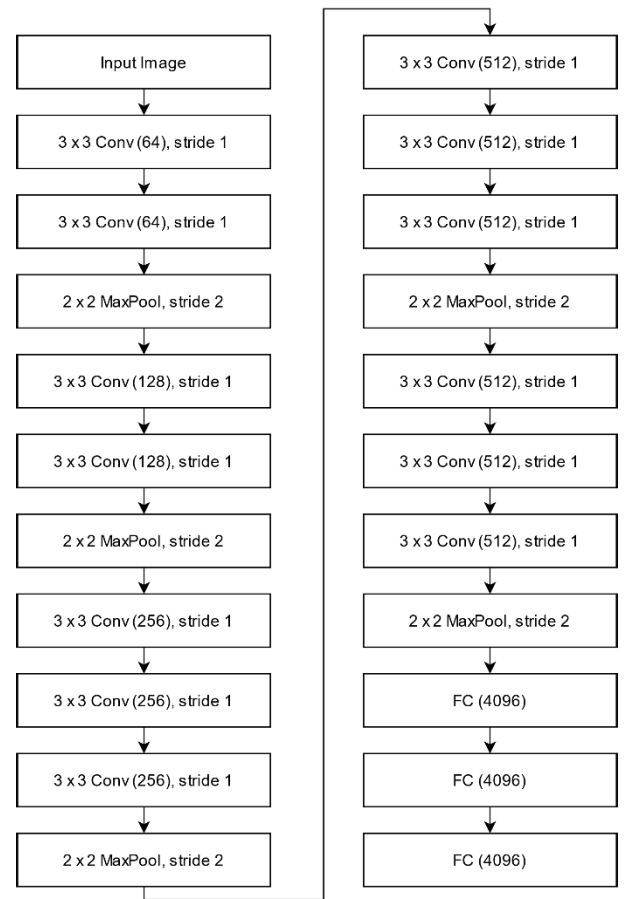 Input Image
3 x 3 Conv (64), stride 1
3 x 3 Conv (64), stride 1
2 x 2 MaxPool, stride 2
3 x 3 Conv (128), stride 1
3 x 3 Conv (128), stride 1
2 x 2 MaxPool, stride 2
3 x 3 Conv (256), stride 1
3 x 3 Conv (256), stride 1
3 x 3 Conv (256), stride 1
2 x 2 MaxPool, stride 2
3 x 3 Conv (512), stride 1
3 x 3 Conv (512), stride 1
3 x 3 Conv (512), stride 1
2 x 2 MaxPool, stride 2
3 x 3 Conv (512), stride 1
3 x 3 Conv (512), stride 1
3 x 3 Conv (512), stride 1
2 x 2 MaxPool, stride 2
FC (4096)
FC (4096)
FC (4096)